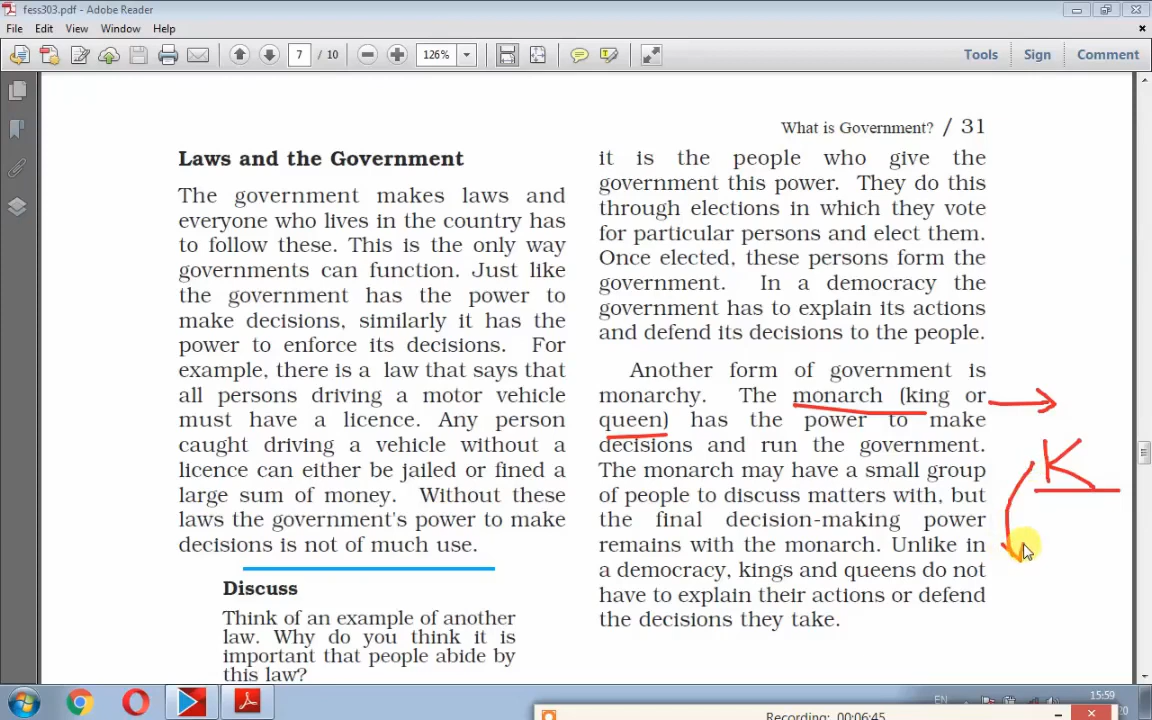 fess303.pdf - Adobe Reader
File Edit View Window Help
7 / 10 126% Tools Sign Comment
What is Government? / 31
Laws and the Government
The government makes laws and
everyone who lives in the country has
to follow these. This is the only way
governments can function. Just like
the government has the power to
make decisions, similarly it has the
power to enforce its decisions. For
example, there is a law that says that
all persons driving a motor vehicle
must have a licence. Any person
caught driving a vehicle without a
licence can either be jailed or fined a
large sum of money. Without these
laws the government's power to make
decisions is not of much use.
Discuss
Think of an example of another
law. Why do you think it is
important that people abide by
this law?
it is the people who give the
government this power. They do this
through elections in which they vote
for particular persons and elect them.
Once elected, these persons form the
government. In a democracy the
government has to explain its actions
and defend its decisions to the people.
Another form of government is
monarchy. The monarch (king or
queen) has the power to make
decisions and run the government.
The monarch may have a small group
of people to discuss matters with, but
the final decision-making power
remains with the monarch. Unlike in
a democracy, kings and queens do not
have to explain their actions or defend
the decisions they take.
K
EN
15:59
Recording: 00:06:45